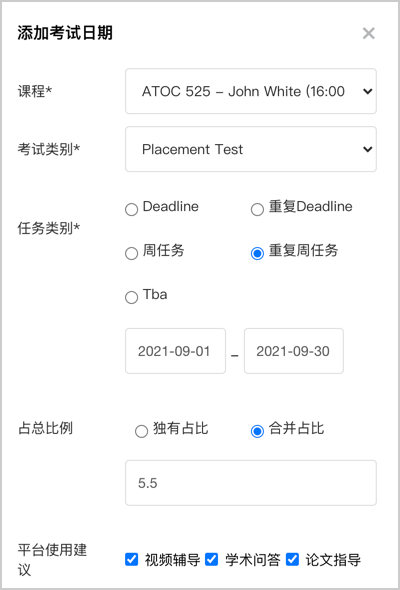 添加考试日期
×
课程*
ATOC 525 – John White (16:00
考试类别*
Placement Test
任务类别*
Deadline
重复Deadline
周任务
重复周任务
Tba
2021-09-01 – 2021-09-30
占总比例
独有占比
合并占比
5.5
平台使用建
议
视频辅导 学术问答 论文指导